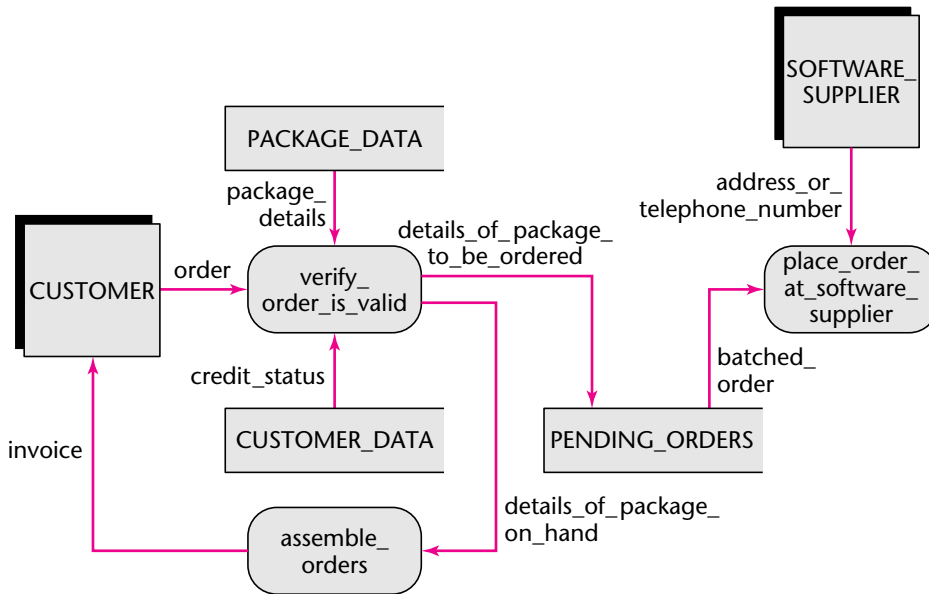 SOFTWARE_
SUPPLIER
PACKAGE_DATA
package_
details
address_or_
telephone_number
details_of_package_
to_be_ordered
order
CUSTOMER
verify_
order_is_valid
place_order_
at_software_
supplier
credit_status
batched_
order
invoice
CUSTOMER_DATA
PENDING_ORDERS
details_of_package_
on_hand
assemble_
orders